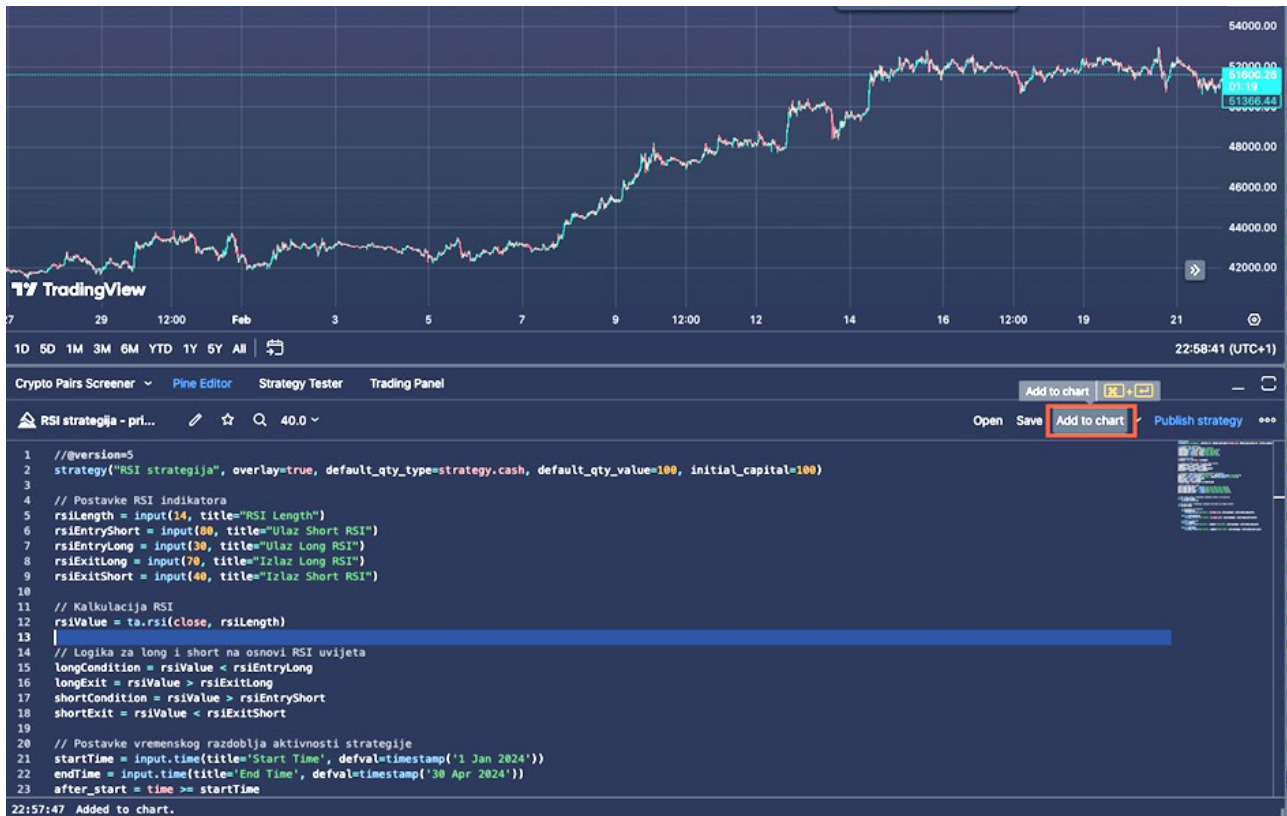 54000.00
52000.00
51600.26
01:19
51366.44
48000.00
46000.00
44000.00
42000.00
TradingView
27 29 12:00 Feb 3 5 7 9 12:00 12 14 16 12:00 19 21
1D 5D 1M 3M 6M YTD 1Y 5Y All 22:58:41 (UTC+1)
Crypto Pairs Screener Pine Editor Strategy Tester Trading Panel
Add to chart ⌘ + ↵
RSI strategija - pri... 40.0 Open Save Add to chart Publish strategy
1 //@version=5
2 strategy("RSI strategija", overlay=true, default_qty_type=strategy.cash, default_qty_value=100, initial_capital=100)
3
4 // Postavke RSI indikatora
5 rsiLength = input(14, title="RSI Length")
6 rsiEntryShort = input(80, title="Ulaz Short RSI")
7 rsiEntryLong = input(30, title="Ulaz Long RSI")
8 rsiExitLong = input(70, title="Izlaz Long RSI")
9 rsiExitShort = input(40, title="Izlaz Short RSI")
10
11 // Kalkulacija RSI
12 rsiValue = ta.rsi(close, rsiLength)
13
14 // Logika za long i short na osnovi RSI uvijeta
15 longCondition = rsiValue < rsiEntryLong
16 longExit = rsiValue > rsiExitLong
17 shortCondition = rsiValue > rsiEntryShort
18 shortExit = rsiValue < rsiExitShort
19
20 // Postavke vremenskog razdoblja aktivnosti strategije
21 startTime = input.time(title='Start Time', defval=timestamp('1 Jan 2024'))
22 endTime = input.time(title='End Time', defval=timestamp('30 Apr 2024'))
23 after_start = time >= startTime
22:57:47 Added to chart.